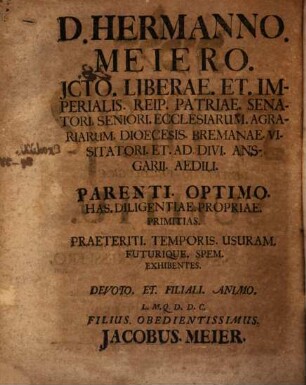 D. HERMANNO.
MEIERO.
JCTO. LIBERAE. ET. IM-
PERIALIS. REIP. PATRIAE. SENA-
TORI. SENIORI. ECCLESIARUM. AGRA-
RIARUM. DIOECESIS. BREMANAE. VI-
SITATORI. ET. AD. DIVI. ANS-
GARII. AEDILI.
PARENTI. OPTIMO.
HAS. DILIGENTIAE. PROPRIAE.
PRIMITIAS.
PRAETERITI. TEMPORIS. USURAM.
FUTURIQUE. SPEM.
EXHIBENTES.
DEVOTO. ET. FILIALI. ANIMO.
L. M. Q. D. D. C.
FILIUS. OBEDIENTISSIMUS.
JACOBUS. MEIER.